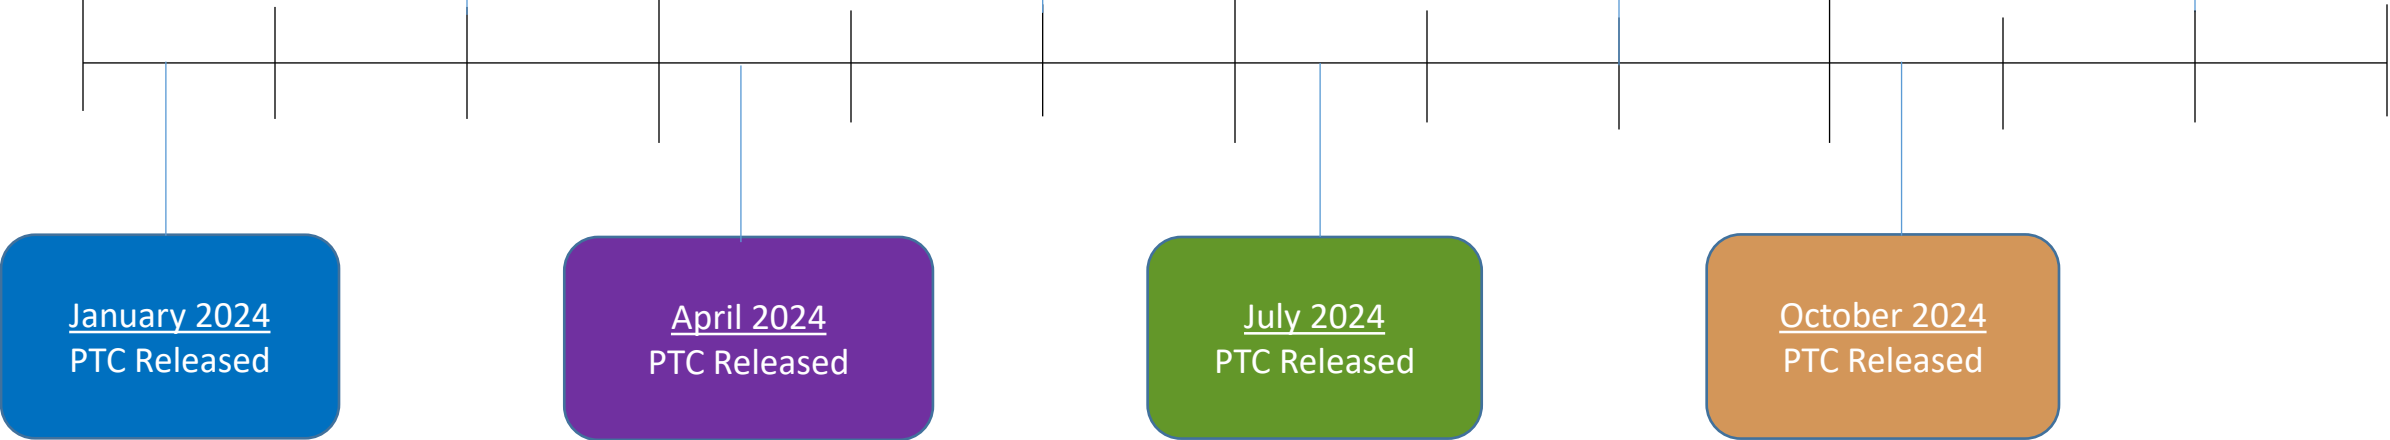 January 2024
PTC Released
April 2024
PTC Released
July 2024
PTC Released
October 2024
PTC Released